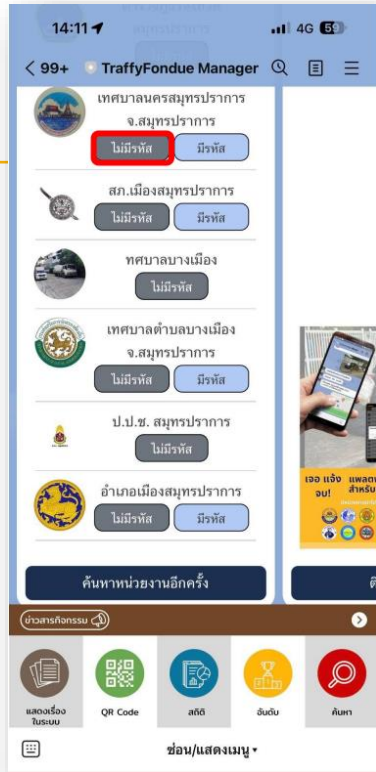 14:11
4G 59
99+ TraffyFondue Manager
เทศบาลนครสมุทรปราการ
จ.สมุทรปราการ
ไม่มีรหัส มีรหัส
สภ.เมืองสมุทรปราการ
ไม่มีรหัส มีรหัส
ทศบาลบางเมือง
ไม่มีรหัส
เทศบาลตำบลบางเมือง
จ.สมุทรปราการ
ไม่มีรหัส มีรหัส
ป.ป.ช. สมุทรปราการ
ไม่มีรหัส
อำเภอเมืองสมุทรปราการ
ไม่มีรหัส มีรหัส
เจอ แจ้ง
จบ!
ค้นหาหน่วยงานอีกครั้ง
ข่าวสารกิจกรรม
แสดงเรื่อง
ในระบบ
QR Code
สถิติ
อันดับ
ค้นหา
ซ่อน/แสดงเมนู